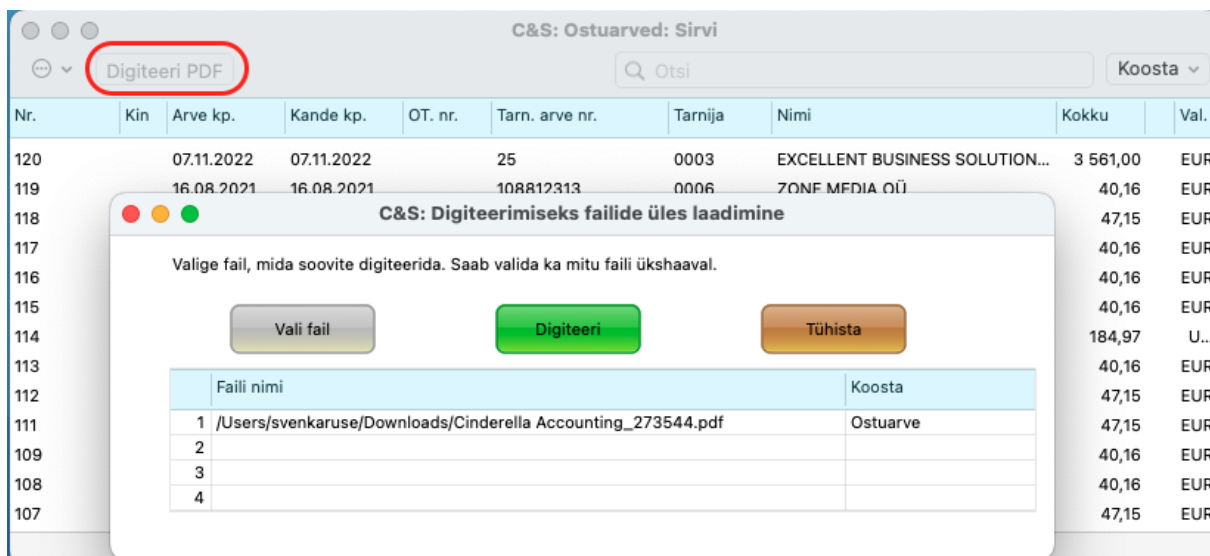 C&S: Ostuarved: Sirvi
Digiteeri PDF Otsi Koosta
Nr. Kin Arve kp. Kande kp. OT. nr. Tarn. arve nr. Tarnija Nimi Kokku Val.
120 07.11.2022 07.11.2022 25 0003 EXCELLENT BUSINESS SOLUTION... 3 561,00 EUR
119 16.08.2021 16.08.2021 108812313 0006 ZONE MEDIA OÜ 40,16 EUR
118 47,15 EUR
117 40,16 EUR
116 40,16 EUR
115 40,16 EUR
114 184,97 U...
113 40,16 EUR
112 47,15 EUR
111 47,15 EUR
109 40,16 EUR
108 40,16 EUR
107 47,15 EUR
C&S: Digiteerimiseks failide üles laadimine
Valige fail, mida soovite digiteerida. Saab valida ka mitu faili ükshaaval.
Vali fail Digiteeri Tühista
Faili nimi Koosta
1 /Users/svenkaruse/Downloads/Cinderella Accounting_273544.pdf Ostuarve
2
3
4